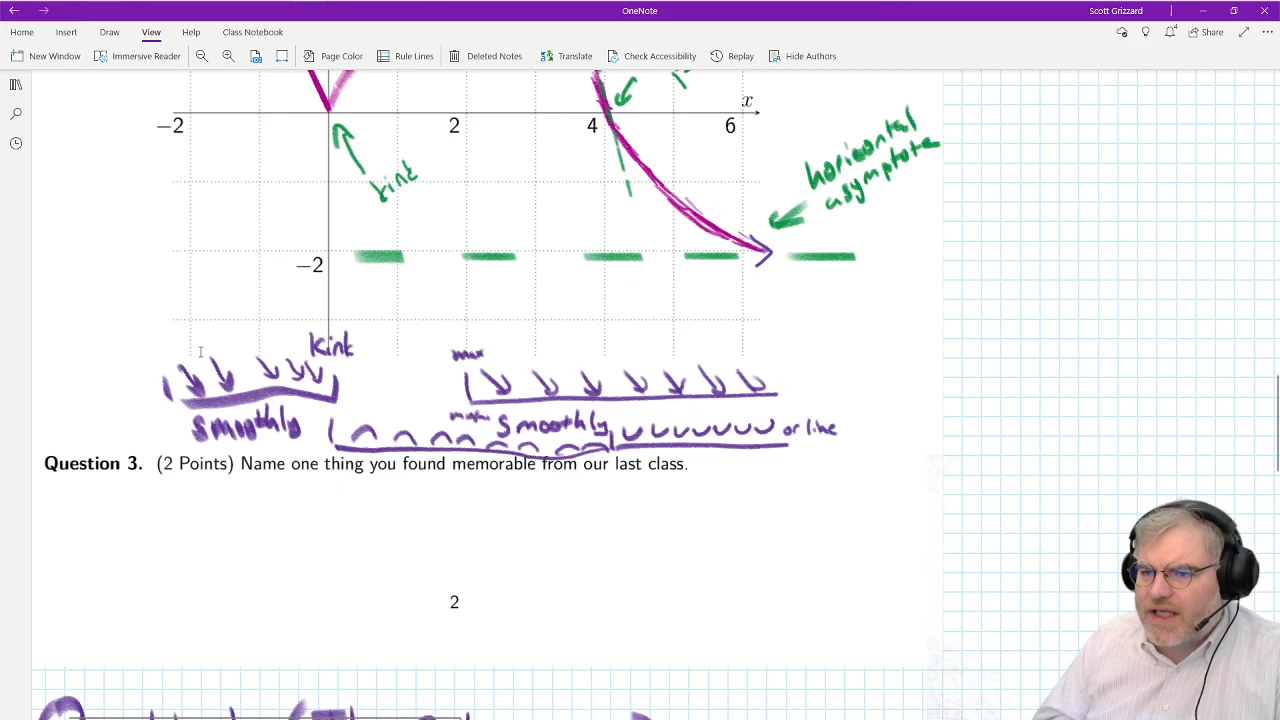 OneNote
Scott Grizzard
Home Insert Draw View Help Class Notebook
Share
New Window Immersive Reader Page Color Rule Lines Deleted Notes Translate Check Accessibility Replay Hide Authors
x
−2 2 4 6
kink
horizontal
asymptote
−2
Kink
max
smoothly
smoothly
or line
Question 3. (2 Points) Name one thing you found memorable from our last class.
2